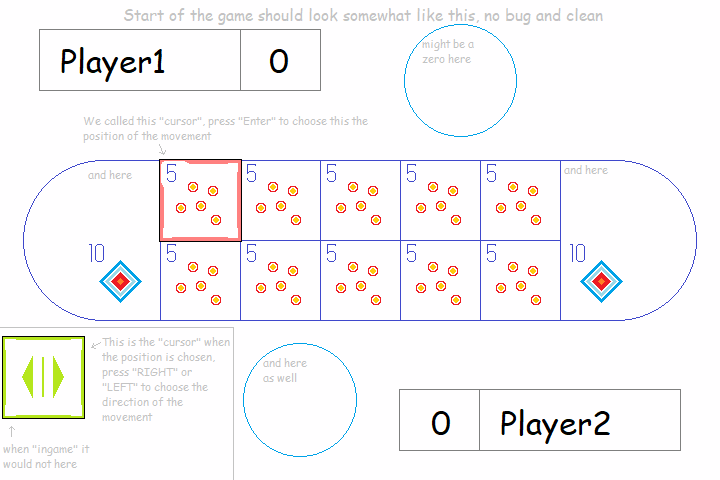 Start of the game should look somewhat like this, no bug and clean
Player1 0
might be a
zero here
We called this "cursor", press "Enter" to choose this the
position of the movement
and here
5 5 5 5 5
and here
10
5 5 5 5 5
10
This is the "cursor" when
the position is chosen,
press "RIGHT" or
"LEFT" to choose the
direction of the
movement
and here
as well
0 Player2
when "ingame" it
would not here